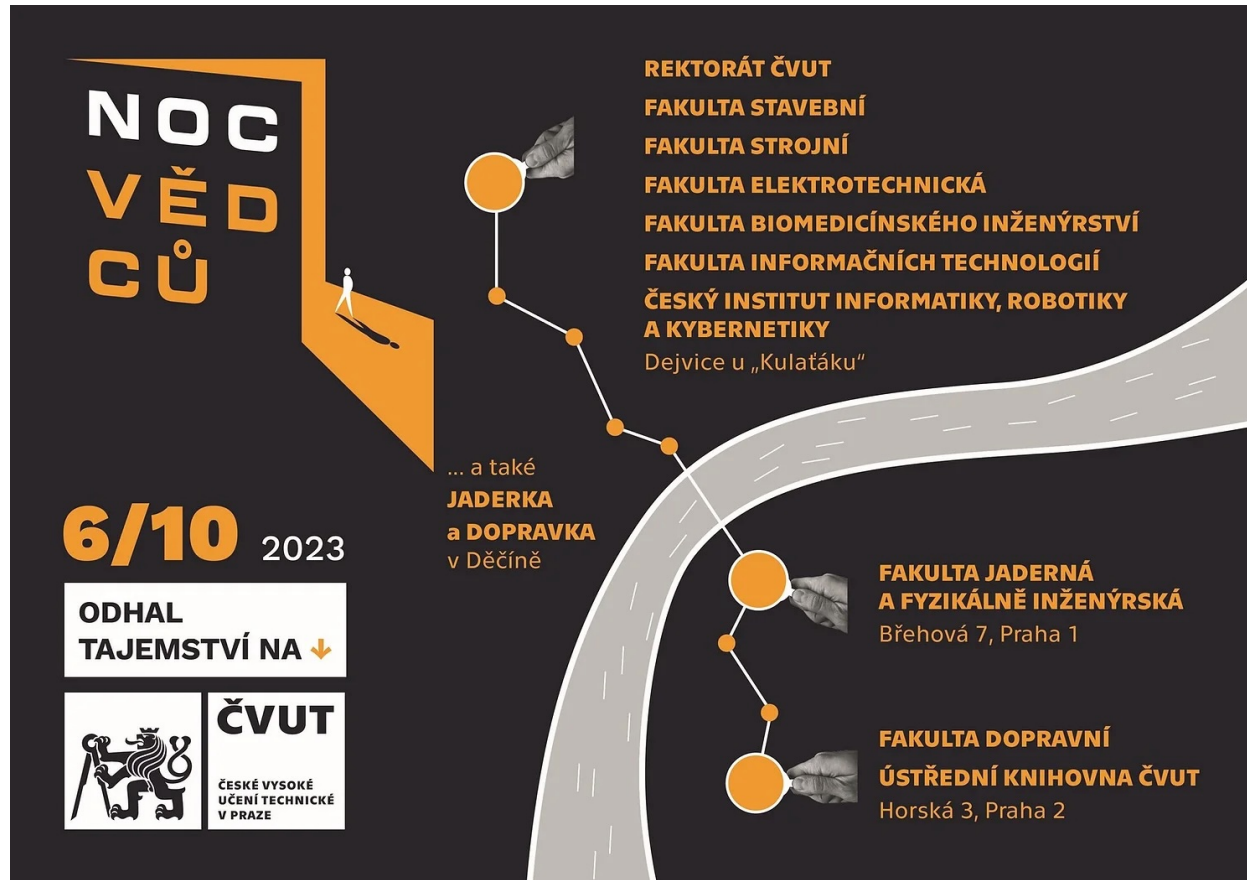 NOC
VĚD
CŮ
REKTORÁT ČVUT
FAKULTA STAVEBNÍ
FAKULTA STROJNÍ
FAKULTA ELEKTROTECHNICKÁ
FAKULTA BIOMEDICÍNSKÉHO INŽENÝRSTVÍ
FAKULTA INFORMAČNÍCH TECHNOLOGIÍ
ČESKÝ INSTITUT INFORMATIKY, ROBOTIKY
A KYBERNETIKY
Dejvice u „Kulaťáku“
... a také
JADERKA
a DOPRAVKA
v Děčíně
6/10 2023
ODHAL
TAJEMSTVÍ NA ↓
ČVUT
ČESKÉ VYSOKÉ
UČENÍ TECHNICKÉ
V PRAZE
FAKULTA JADERNÁ
A FYZIKÁLNĚ INŽENÝRSKÁ
Břehová 7, Praha 1
FAKULTA DOPRAVNÍ
ÚSTŘEDNÍ KNIHOVNA ČVUT
Horská 3, Praha 2